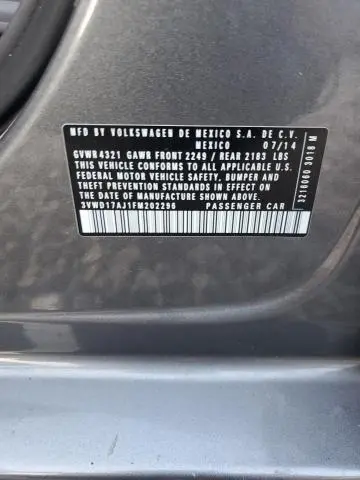 MFD BY VOLKSWAGEN DE MEXICO S.A. DE C.V.
MEXICO 07/14
GVWR 4321 GAWR FRONT 2249 / REAR 2183 LBS
THIS VEHICLE CONFORMS TO ALL APPLICABLE U.S.
FEDERAL MOTOR VEHICLE SAFETY, BUMPER AND
THEFT PREVENTION STANDARDS IN EFFECT ON
THE DATE OF MANUFACTURE SHOWN ABOVE.
3VWD17AJ1FM202296 PASSENGER CAR
3216060 3018 M